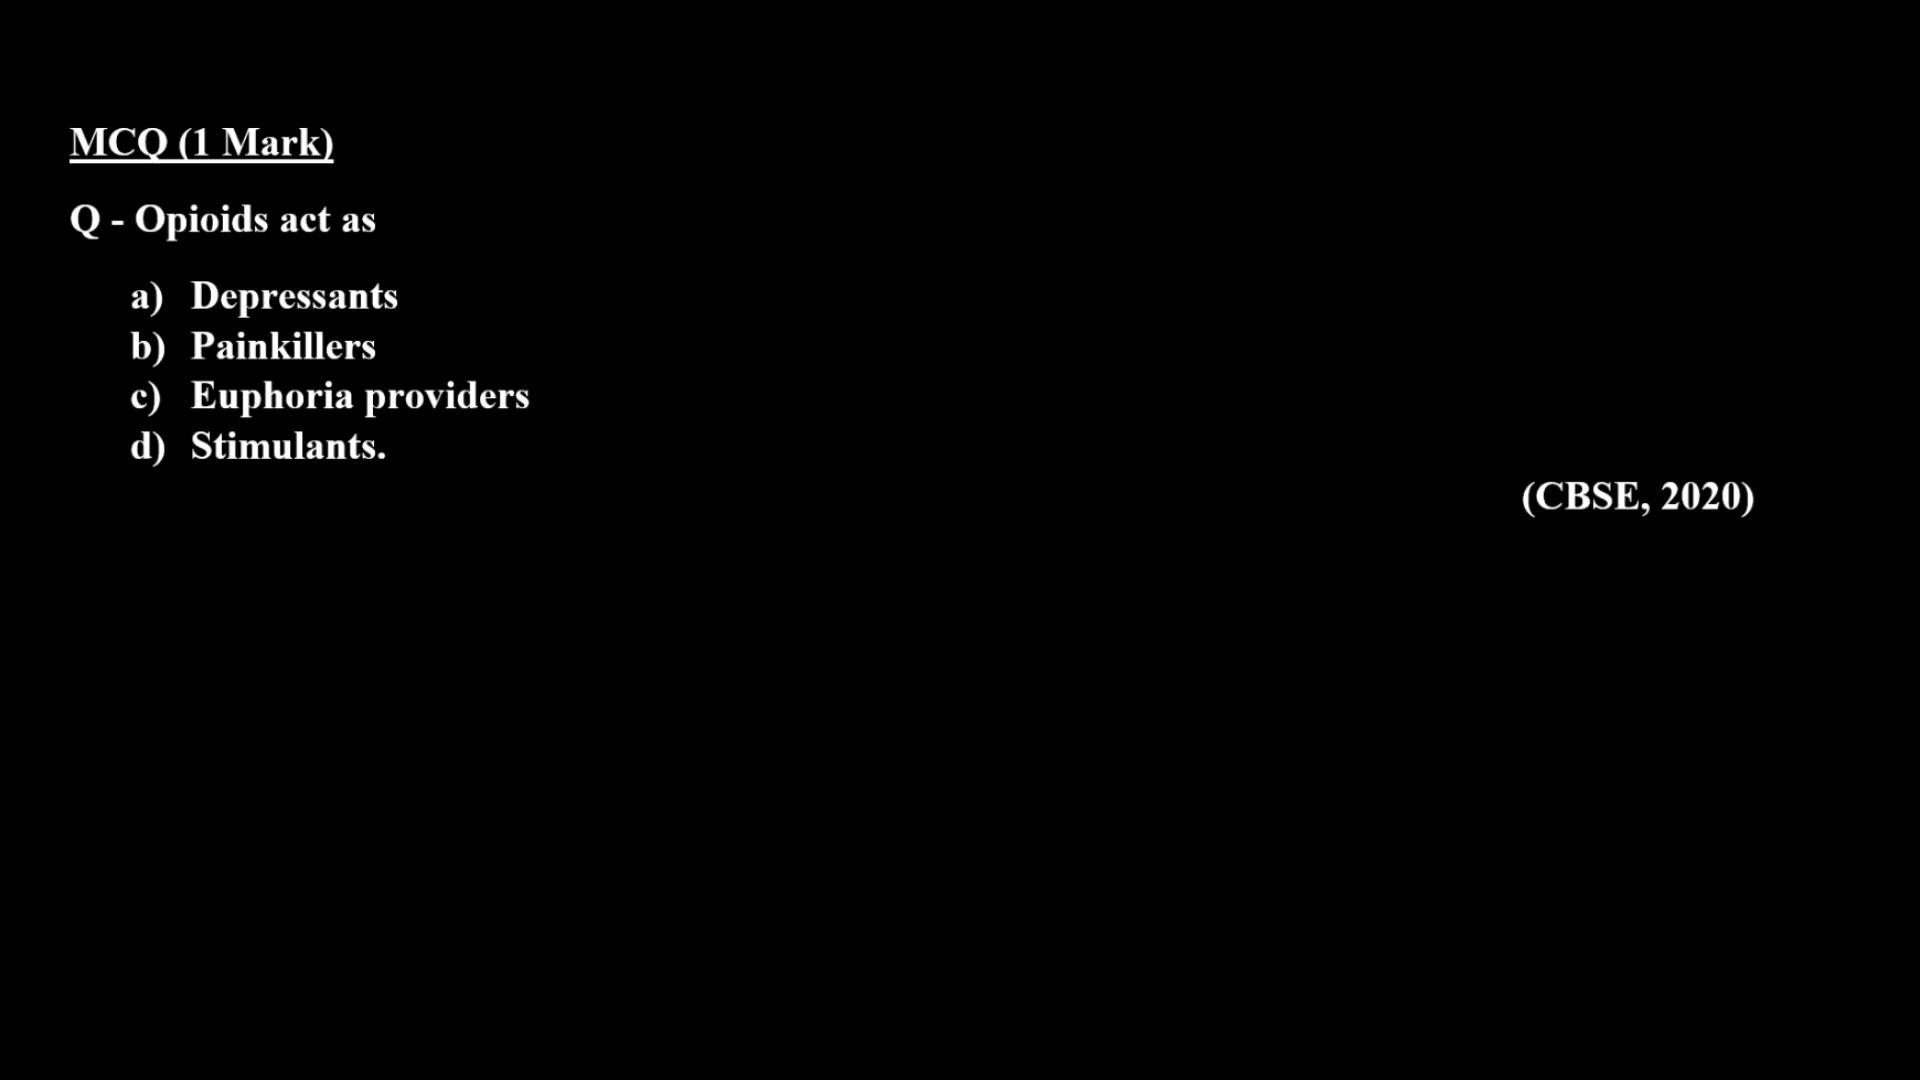 MCQ (1 Mark)
Q - Opioids act as
a) Depressants
b) Painkillers
c) Euphoria providers
d) Stimulants.
(CBSE, 2020)